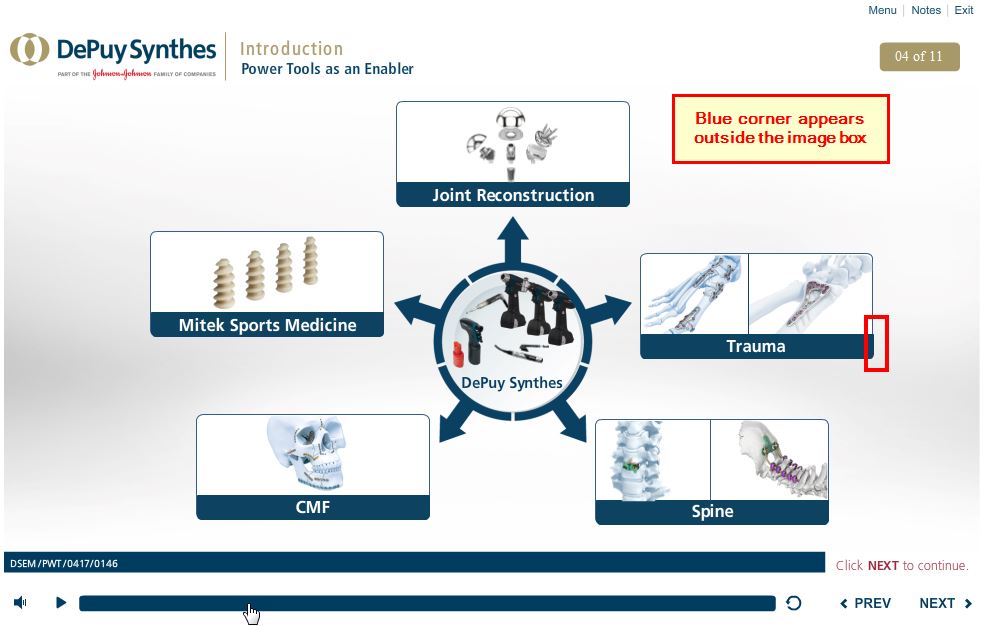 Menu Notes Exit
DePuy Synthes
PART OF THE Johnson & Johnson FAMILY OF COMPANIES
Introduction
Power Tools as an Enabler
04 of 11
Blue corner appears
outside the image box
Joint Reconstruction
Mitek Sports Medicine
Trauma
DePuy Synthes
CMF
Spine
DSEM/PWT/0417/0146
Click NEXT to continue.
PREV NEXT